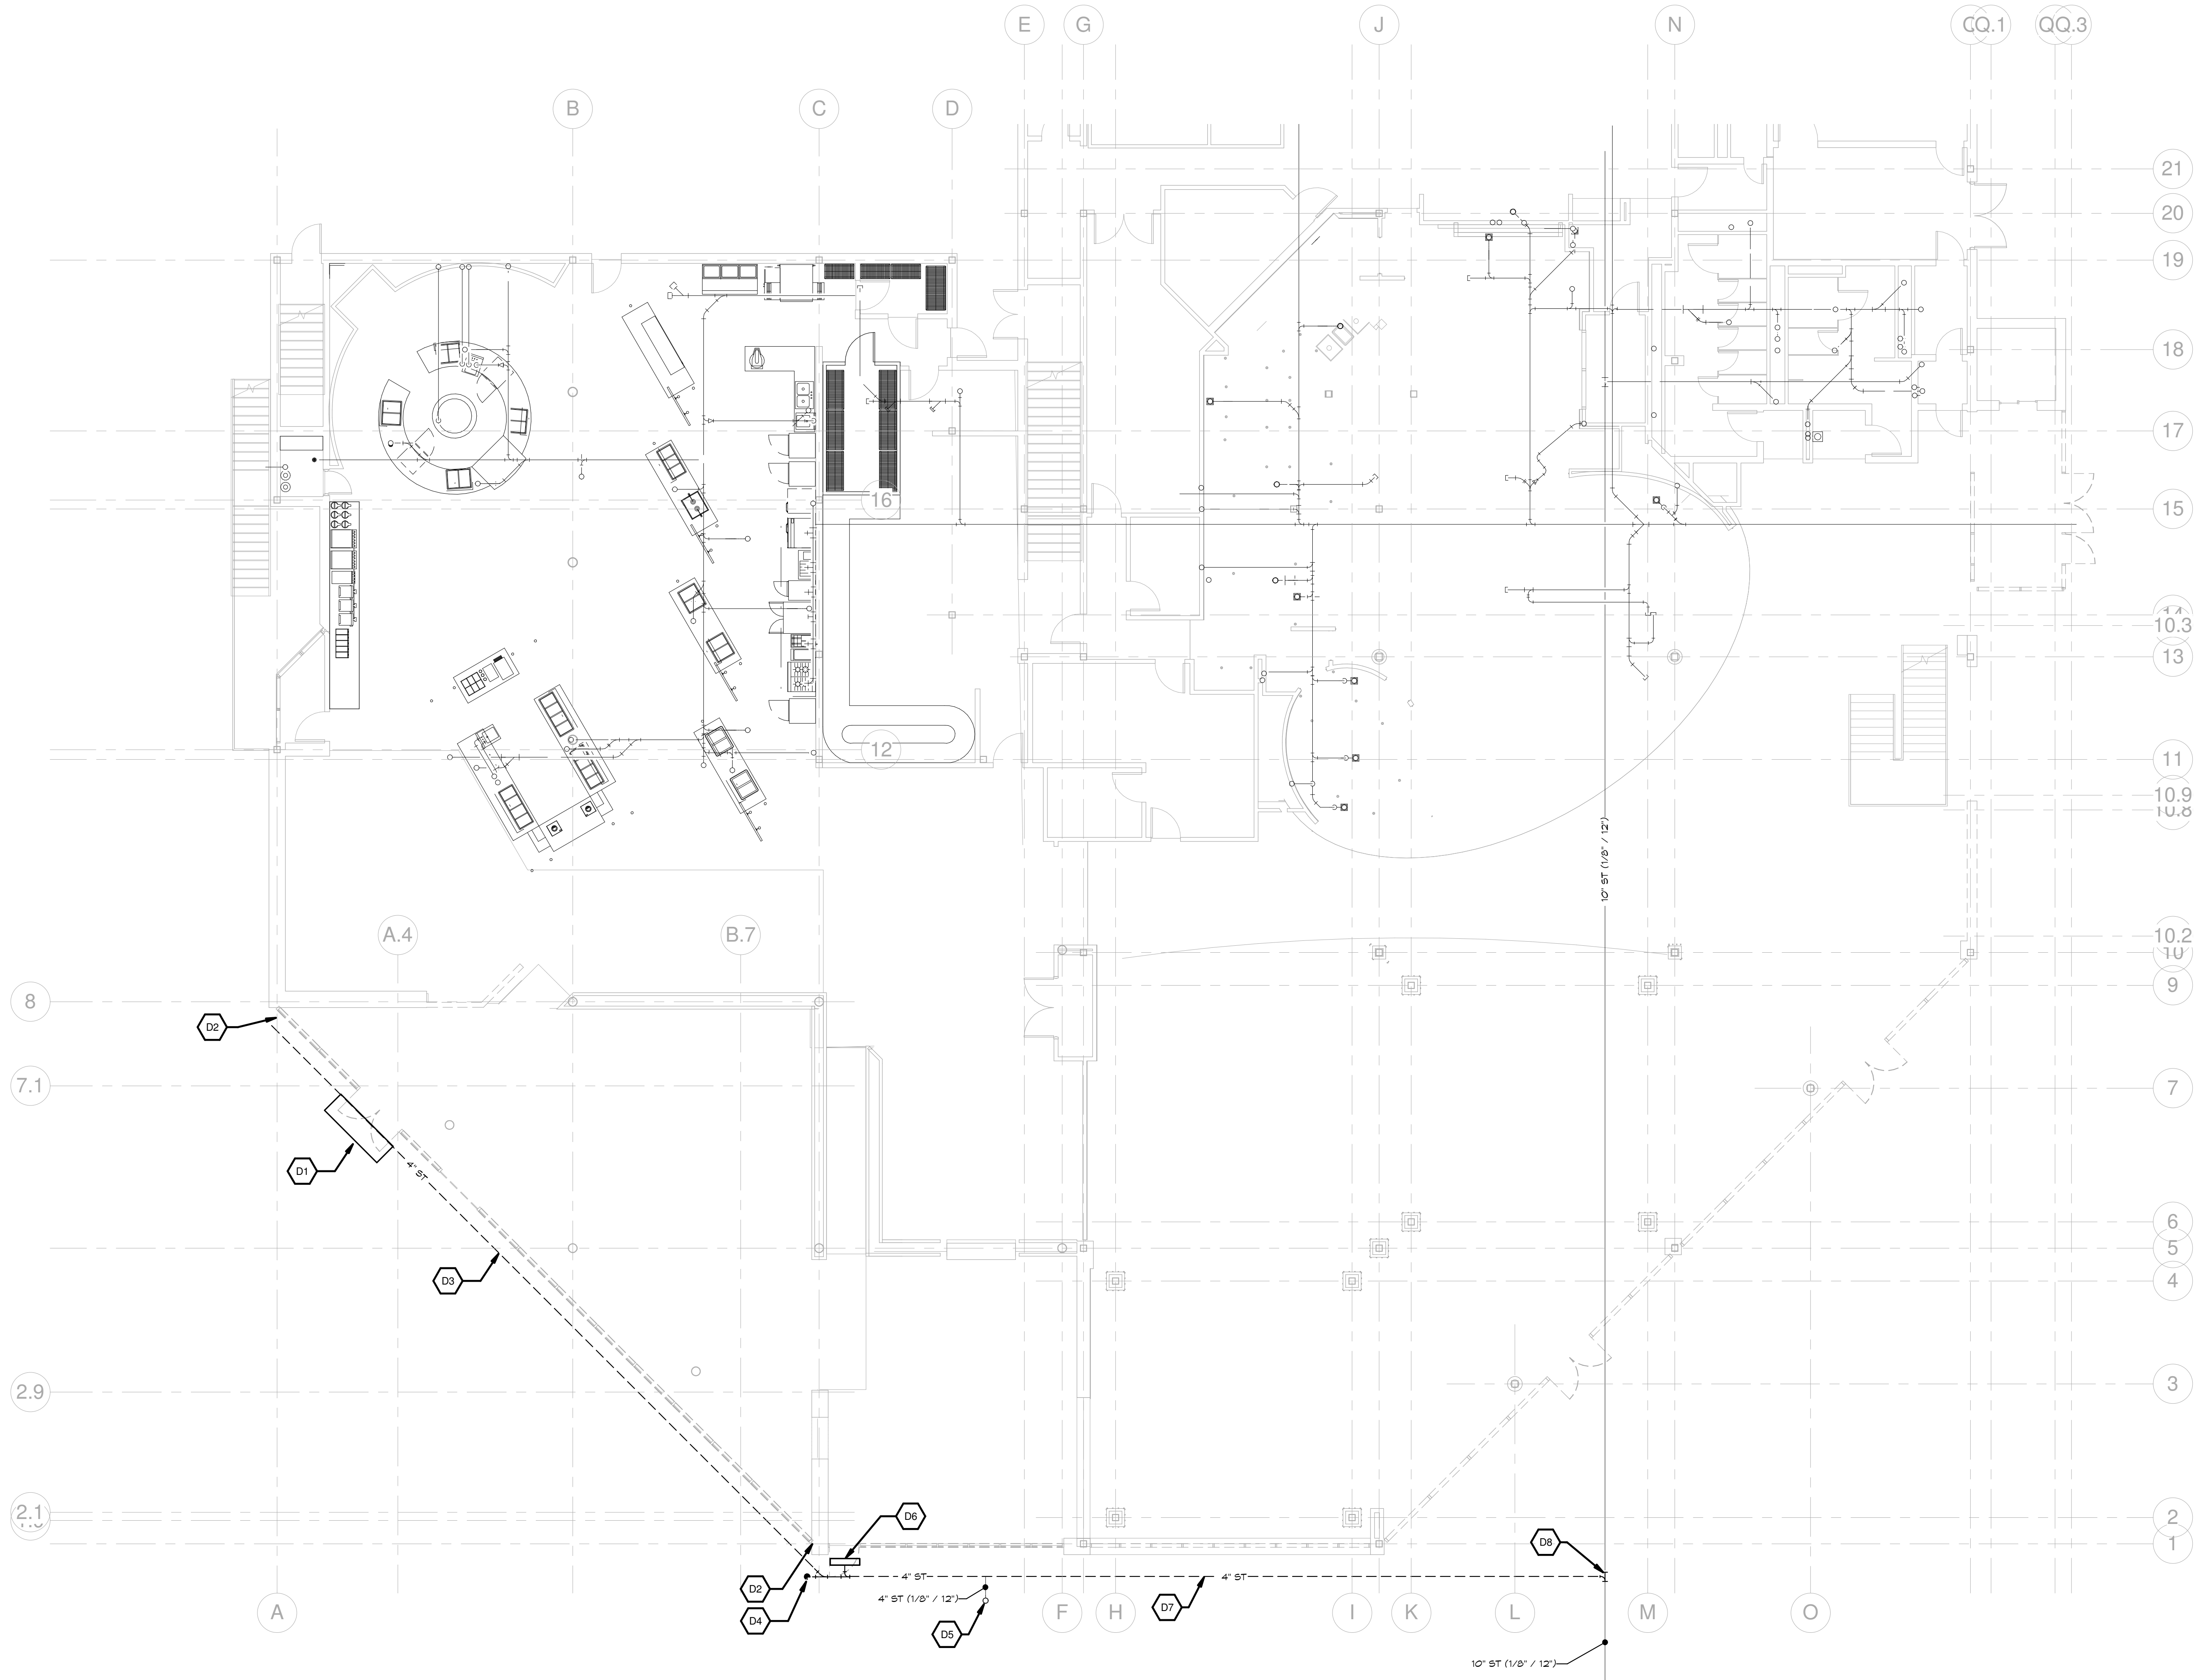 E
G
J
N
Q
Q.1
Q
Q.3
B
C
D
21
20
19
18
17
16
15
10.3
13
12
11
10.9
10.8
10" ST (1/8" / 12")
A.4
B.7
10.2
10
9
8
D2
7.1
7
D1
4" ST
6
5
D3
4
2.9
3
2.1
D6
2
D8
1
D2
4" ST
4" ST
4" ST (1/8" / 12")
D4
D7
D5
A
F
H
I
K
L
M
O
10" ST (1/8" / 12")